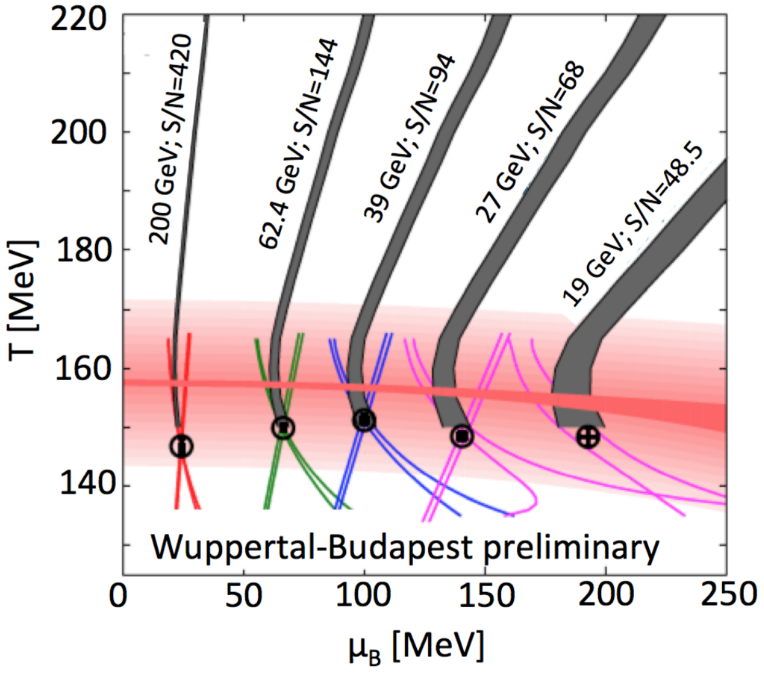 220
200
180
160
140
T [MeV]
200 GeV; S/N=420
62.4 GeV; S/N=144
39 GeV; S/N=94
27 GeV; S/N=68
19 GeV; S/N=48.5
Wuppertal-Budapest preliminary
0 50 100 150 200 250
μB [MeV]